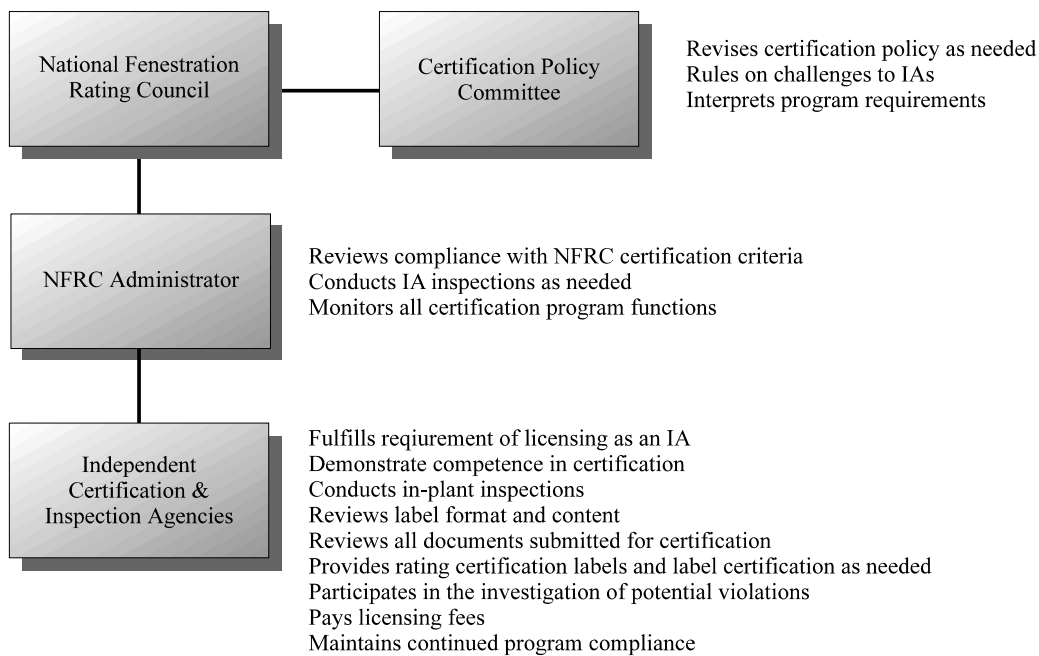 National Fenestration
Rating Council
Certification Policy
Committee
Revises certification policy as needed
Rules on challenges to IAs
Interprets program requirements
NFRC Administrator
Reviews compliance with NFRC certification criteria
Conducts IA inspections as needed
Monitors all certification program functions
Independent
Certification &
Inspection Agencies
Fulfills reqiurement of licensing as an IA
Demonstrate competence in certification
Conducts in-plant inspections
Reviews label format and content
Reviews all documents submitted for certification
Provides rating certification labels and label certification as needed
Participates in the investigation of potential violations
Pays licensing fees
Maintains continued program compliance